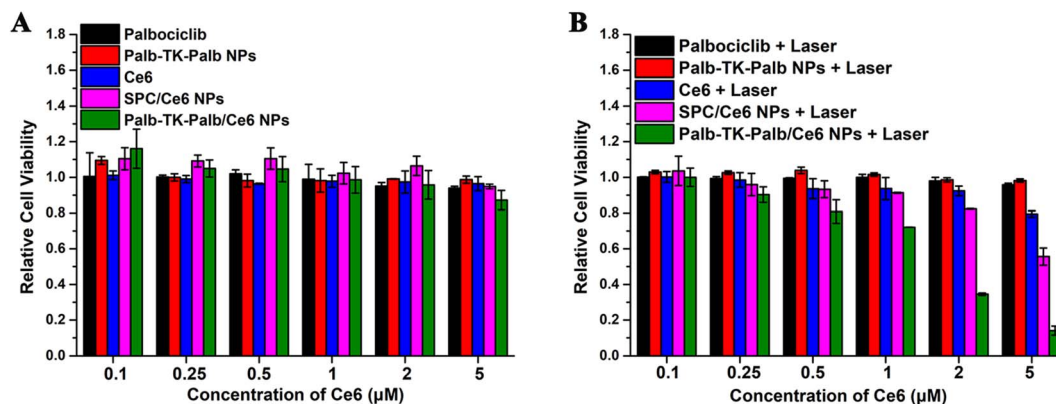 A
1.8
1.6
1.4
1.2
1.0
0.8
0.6
0.4
0.2
0.0
Relative Cell Viability
Palbociclib
Palb-TK-Palb NPs
Ce6
SPC/Ce6 NPs
Palb-TK-Palb/Ce6 NPs
0.1 0.25 0.5 1 2 5
Concentration of Ce6 (μM)
B
1.8
1.6
1.4
1.2
1.0
0.8
0.6
0.4
0.2
0.0
Relative Cell Viability
Palbociclib + Laser
Palb-TK-Palb NPs + Laser
Ce6 + Laser
SPC/Ce6 NPs + Laser
Palb-TK-Palb/Ce6 NPs + Laser
0.1 0.25 0.5 1 2 5
Concentration of Ce6 (μM)